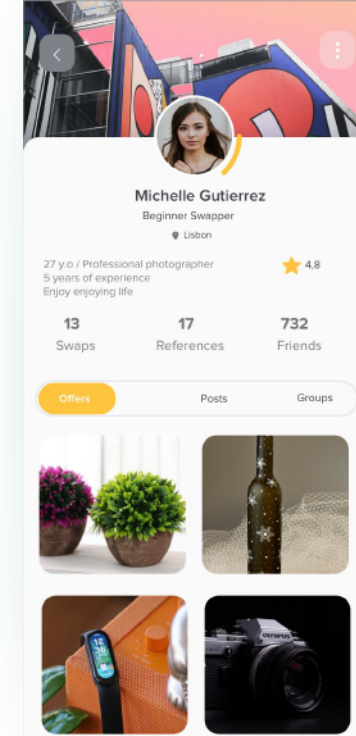 Michelle Gutierrez
Beginner Swapper
Lisbon
27 y.o / Professional photographer
5 years of experience
Enjoy enjoying life
4,8
13 17 732
Swaps References Friends
Offers Posts Groups
OLYMPUS